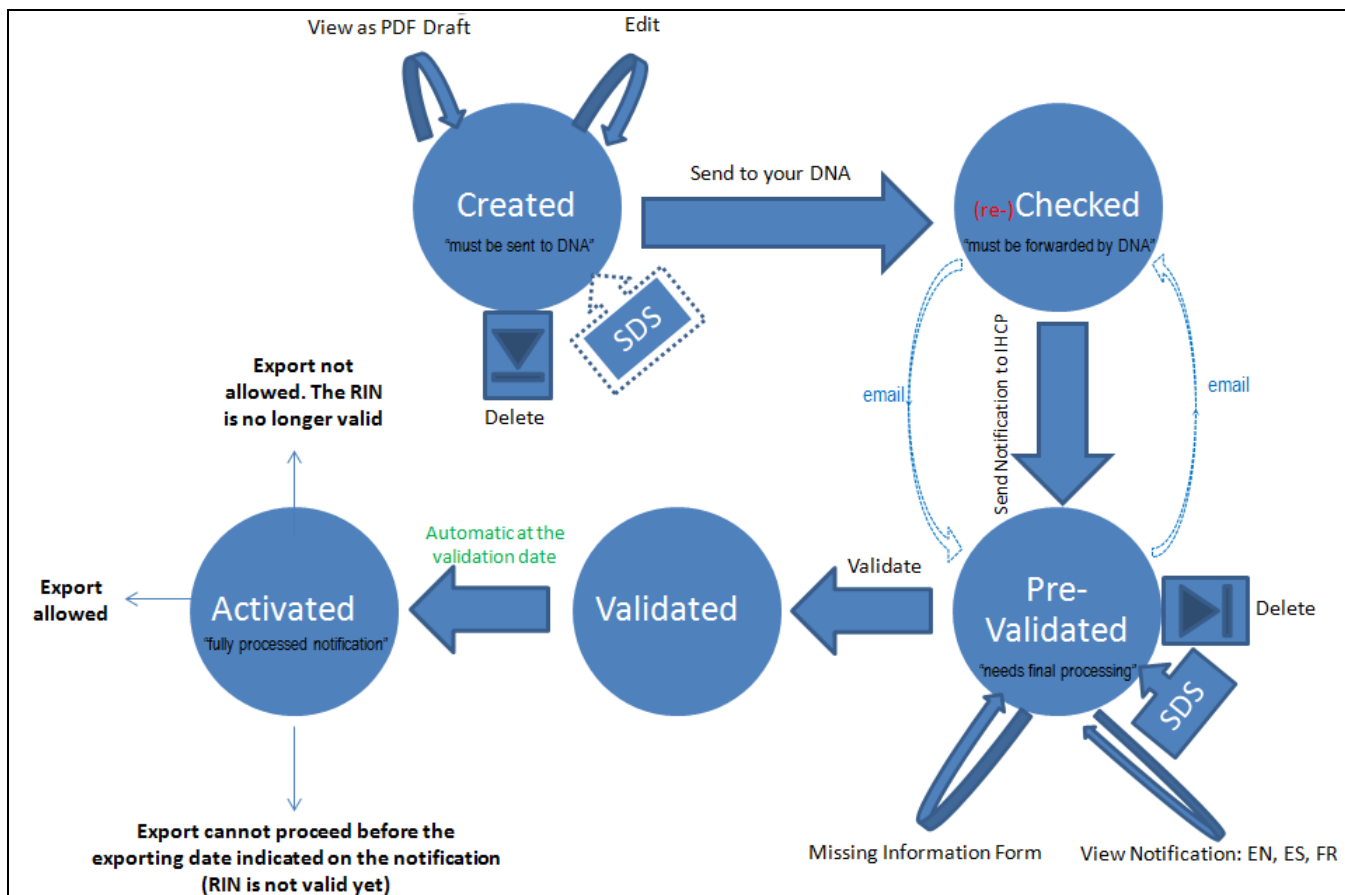 View as PDF Draft
Edit
Created
"must be sent to DNA"
Send to your DNA
(re-)Checked
"must be forwarded by DNA"
SDS
Delete
Export not
allowed. The RIN
is no longer valid
email
Send Notification to IHCP
email
Export
allowed
Activated
"fully processed notification"
Automatic at the
validation date
Validated
Validate
Pre-
Validated
"needs final processing"
Delete
SDS
Export cannot proceed before the
exporting date indicated on the notification
(RIN is not valid yet)
Missing Information Form
View Notification: EN, ES, FR